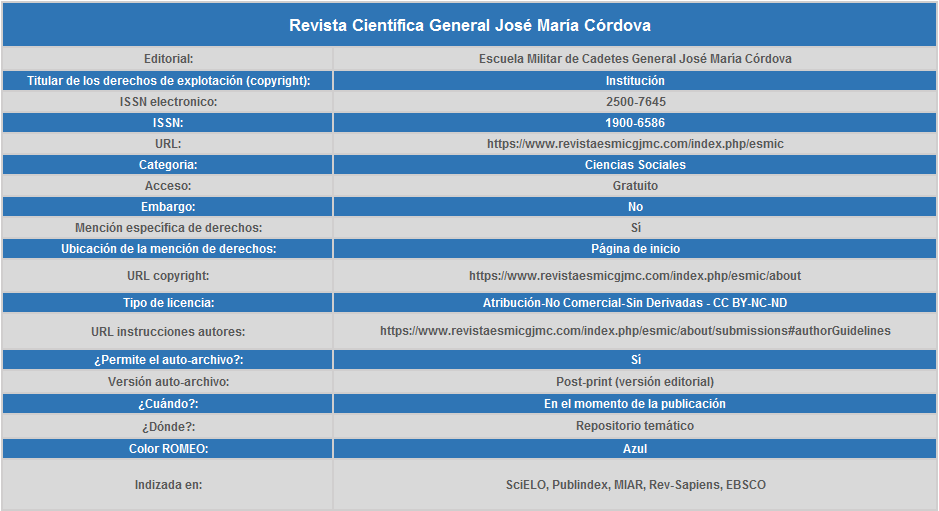 Revista Científica General José María Córdova
Editorial: Escuela Militar de Cadetes General José María Córdova
Titular de los derechos de explotación (copyright): Institución
ISSN electronico: 2500-7645
ISSN: 1900-6586
URL: https://www.revistaesmicgjmc.com/index.php/esmic
Categoria: Ciencias Sociales
Acceso: Gratuito
Embargo: No
Mención específica de derechos: Sí
Ubicación de la mención de derechos: Página de inicio
URL copyright: https://www.revistaesmicgjmc.com/index.php/esmic/about
Tipo de licencia: Atribución-No Comercial-Sin Derivadas - CC BY-NC-ND
URL instrucciones autores: https://www.revistaesmicgjmc.com/index.php/esmic/about/submissions#authorGuidelines
¿Permite el auto-archivo?: Sí
Versión auto-archivo: Post-print (versión editorial)
¿Cuándo?: En el momento de la publicación
¿Dónde?: Repositorio temático
Color ROMEO: Azul
Indizada en: SciELO, Publindex, MIAR, Rev-Sapiens, EBSCO